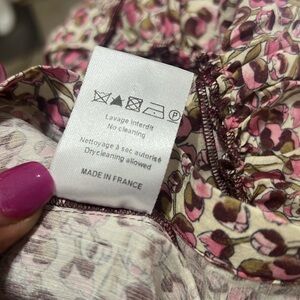 Lavage interdit
No cleaning
Nettoyage à sec autorisé
Dry cleaning allowed
MADE IN FRANCE